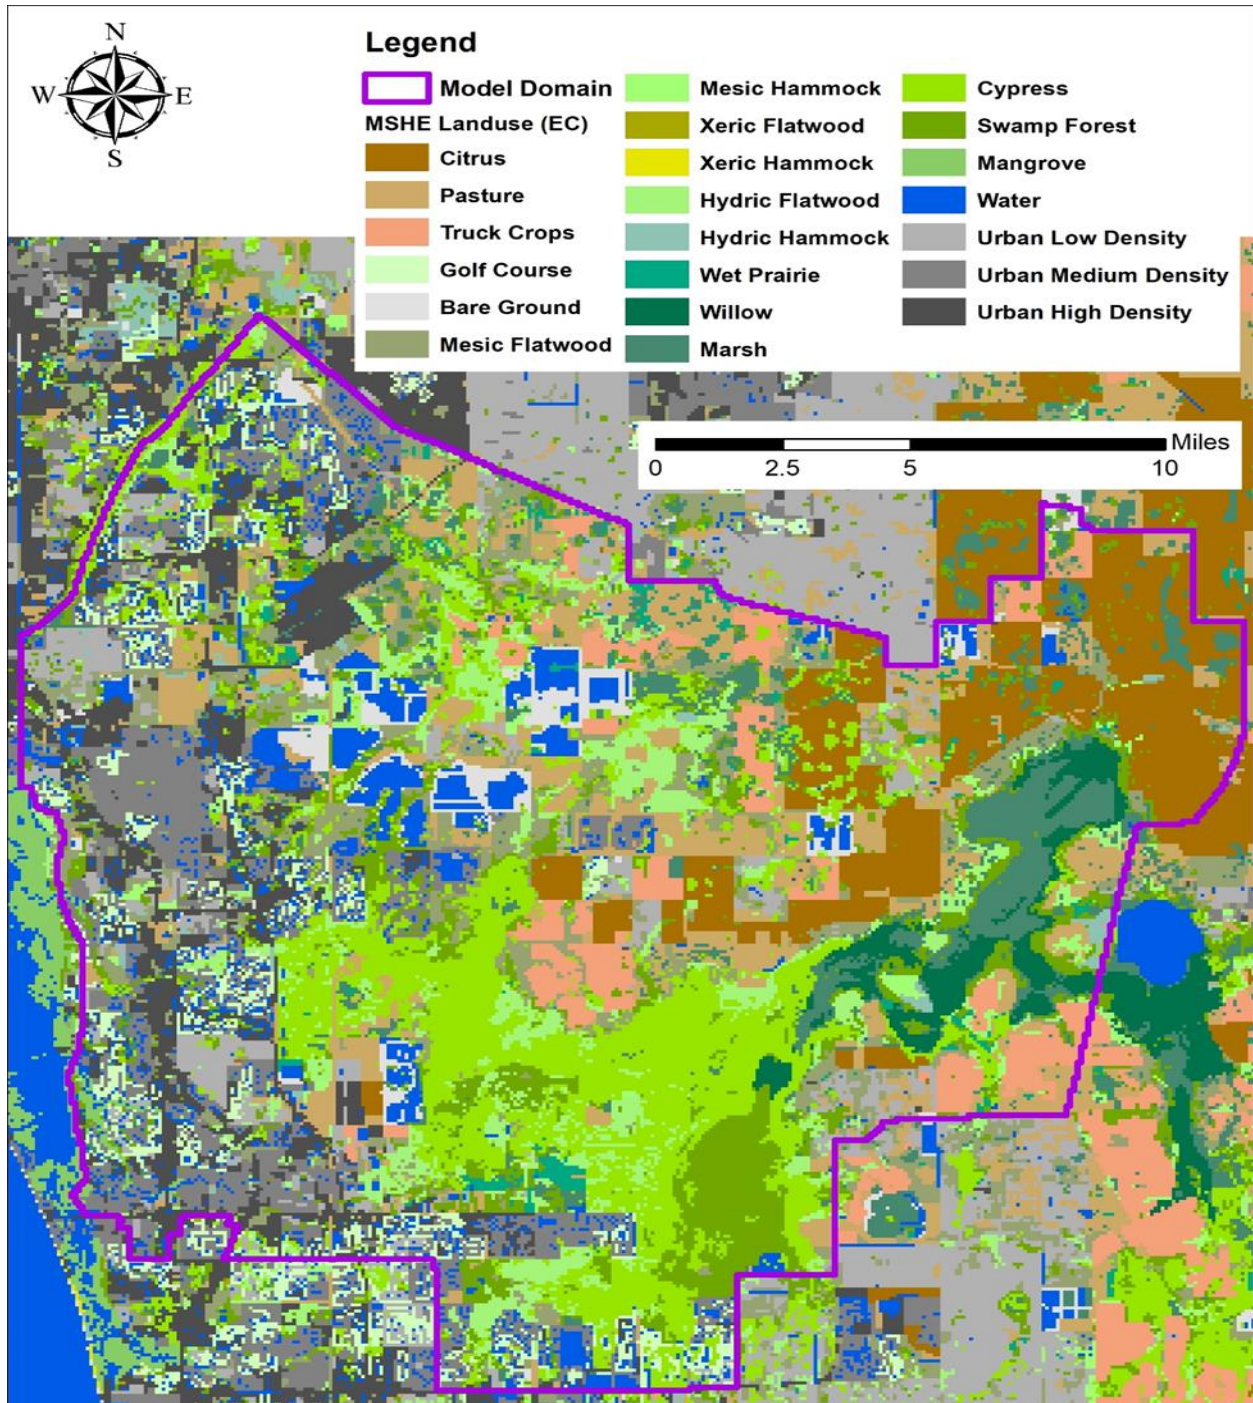 N
W E
S
Legend
Model Domain
MSHE Landuse (EC)
Citrus
Pasture
Truck Crops
Golf Course
Bare Ground
Mesic Flatwood
Mesic Hammock
Xeric Flatwood
Xeric Hammock
Hydric Flatwood
Hydric Hammock
Wet Prairie
Willow
Marsh
Cypress
Swamp Forest
Mangrove
Water
Urban Low Density
Urban Medium Density
Urban High Density
Miles
0 2.5 5 10